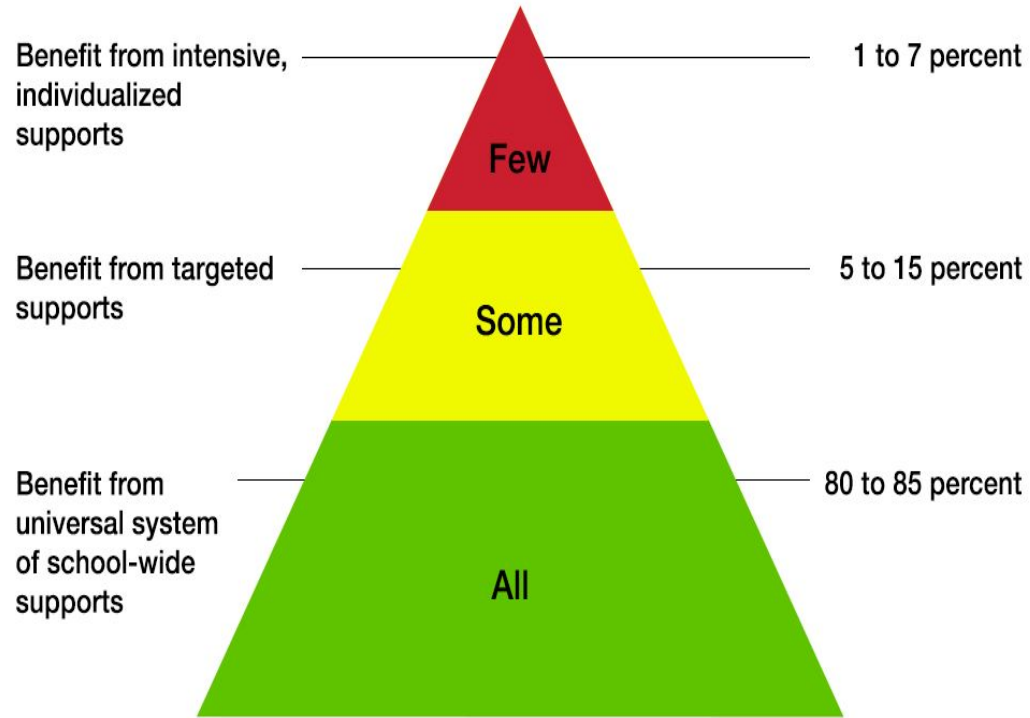 Benefit from intensive,
individualized
supports
1 to 7 percent
Few
Benefit from targeted
supports
5 to 15 percent
Some
Benefit from
universal system
of school-wide
supports
80 to 85 percent
All